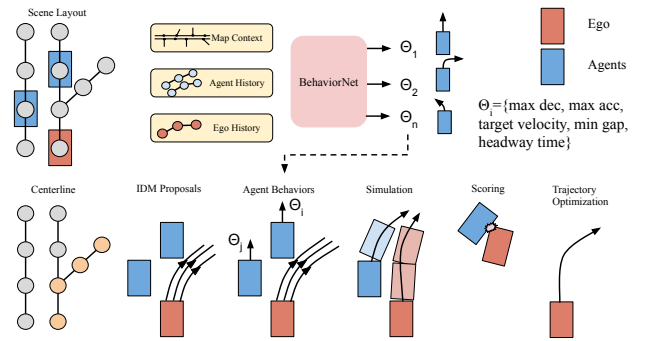 Scene Layout
Map Context
Agent History
Ego History
BehaviorNet
Θ1
Θ2
Θn
Ego
Agents
Θi={max dec, max acc,
target velocity, min gap,
headway time}
Centerline
IDM Proposals
Agent Behaviors
Θi
Θj
Simulation
Scoring
Trajectory
Optimization